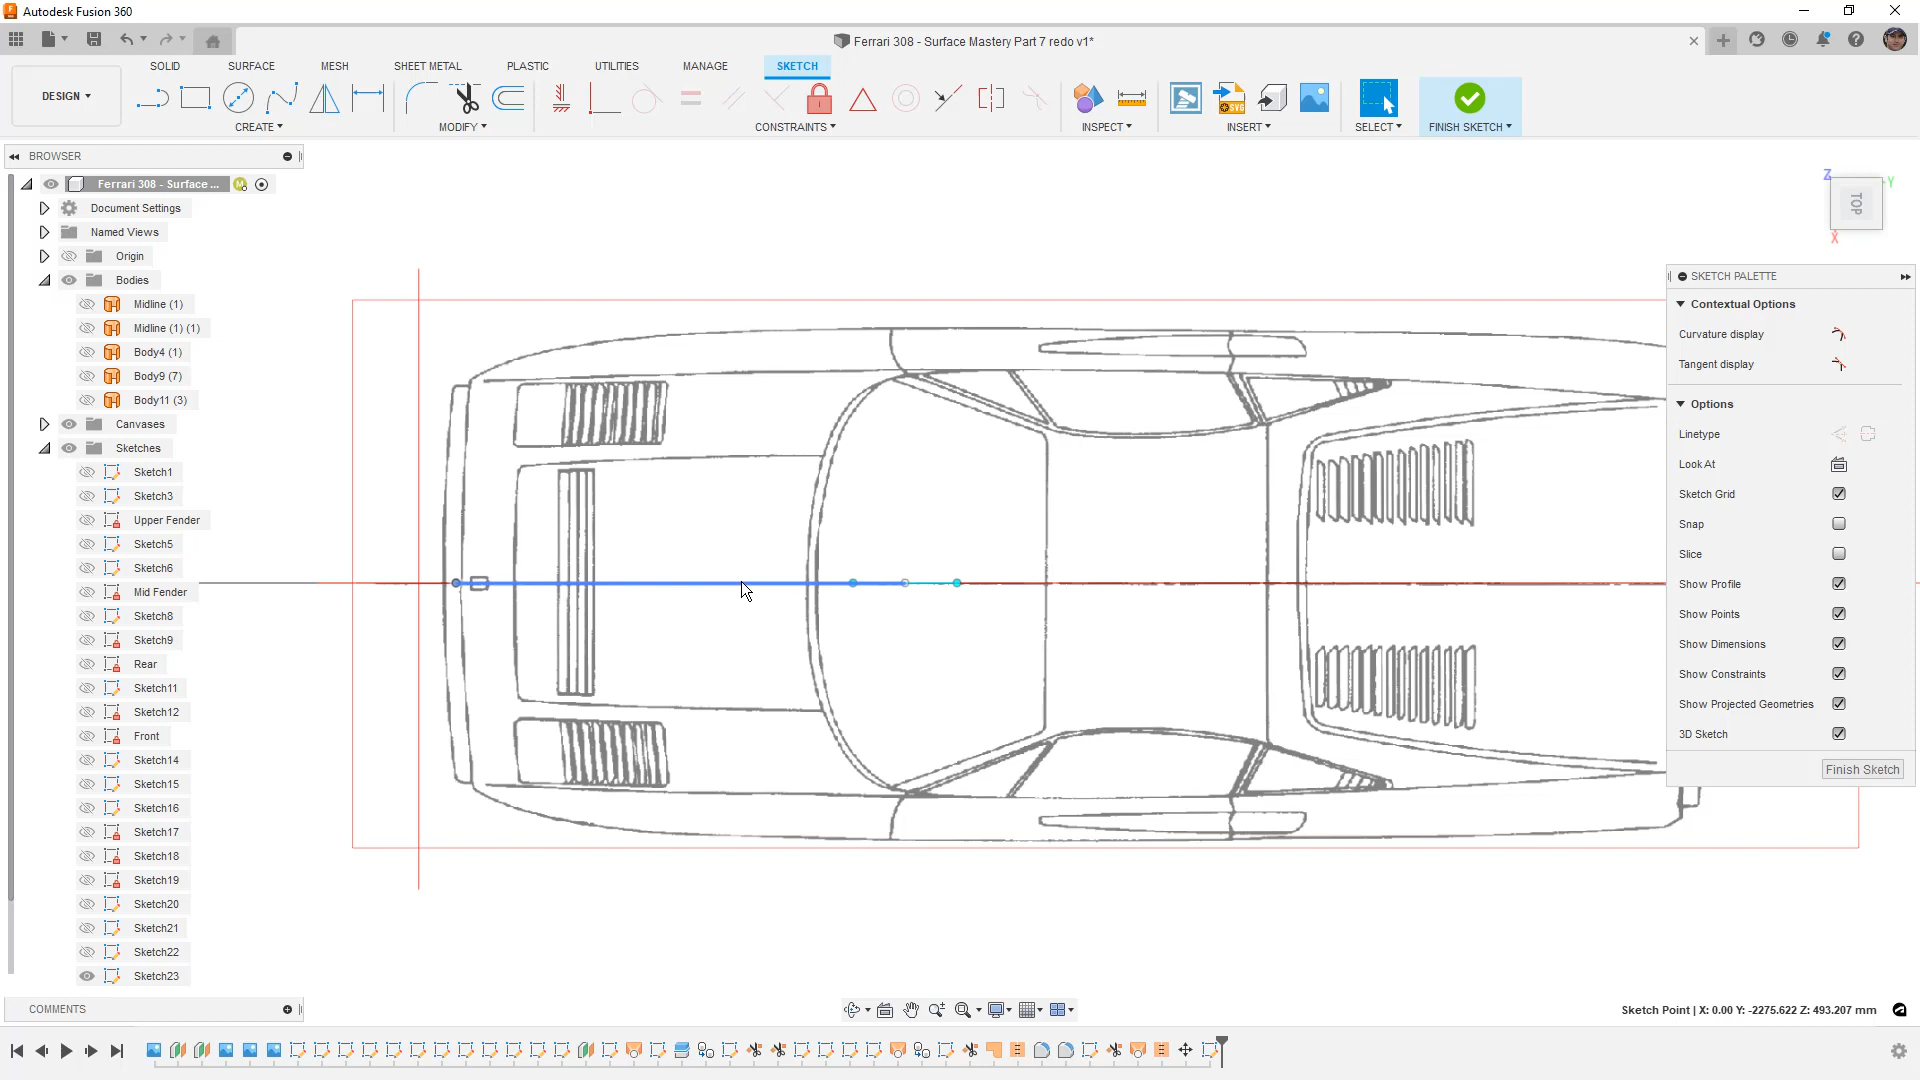 Autodesk Fusion 360
Ferrari 308 - Surface Mastery Part 7 redo v1*
DESIGN
SOLID
SURFACE
MESH
SHEET METAL
PLASTIC
UTILITIES
MANAGE
SKETCH
CREATE
MODIFY
CONSTRAINTS
INSPECT
INSERT
SELECT
FINISH SKETCH
BROWSER
Ferrari 308 - Surface ...
Document Settings
Named Views
Origin
Bodies
Midline (1)
Midline (1) (1)
Body4 (1)
Body9 (7)
Body11 (3)
Canvases
Sketches
Sketch1
Sketch3
Upper Fender
Sketch5
Sketch6
Mid Fender
Sketch8
Sketch9
Rear
Sketch11
Sketch12
Front
Sketch14
Sketch15
Sketch16
Sketch17
Sketch18
Sketch19
Sketch20
Sketch21
Sketch22
Sketch23
COMMENTS
Z
Y
TOP
X
SKETCH PALETTE
Contextual Options
Curvature display
Tangent display
Options
Linetype
Look At
Sketch Grid
Snap
Slice
Show Profile
Show Points
Show Dimensions
Show Constraints
Show Projected Geometries
3D Sketch
Finish Sketch
Sketch Point | X: 0.00 Y: -2275.622 Z: 493.207 mm